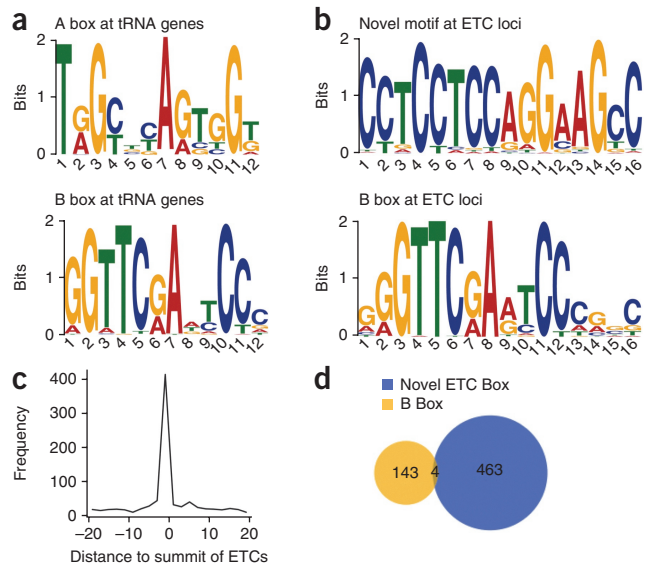 a
A box at tRNA genes
Bits
2
1
0
1 2 3 4 5 6 7 8 9 10 11 12
B box at tRNA genes
Bits
2
1
0
1 2 3 4 5 6 7 8 9 10 11 12
b
Novel motif at ETC loci
Bits
2
1
0
1 2 3 4 5 6 7 8 9 10 11 12 13 14 15 16
B box at ETC loci
Bits
2
1
0
1 2 3 4 5 6 7 8 9 10 11 12 13 14 15 16
c
Frequency
400
300
200
100
0
−20 −10 0 10 20
Distance to summit of ETCs
d
Novel ETC Box
B Box
143 4 463